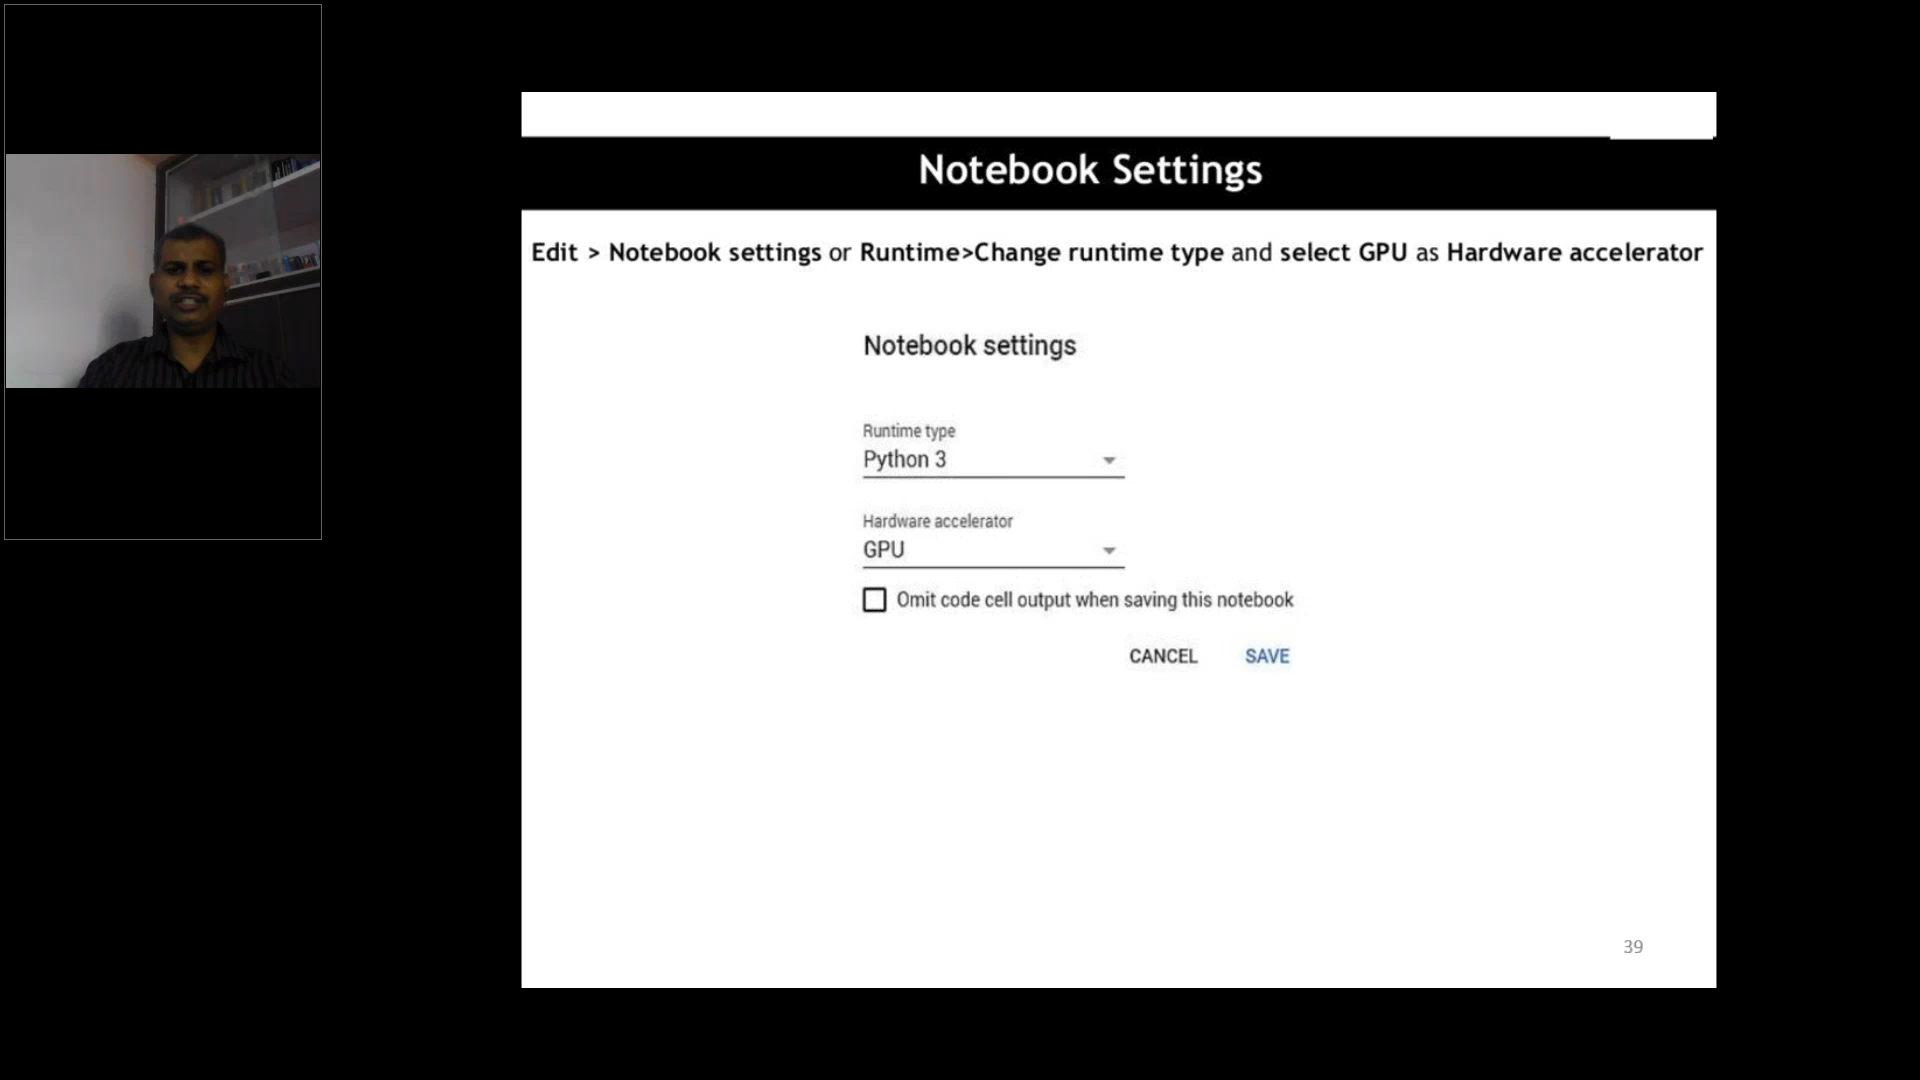 Notebook Settings
Edit > Notebook settings or Runtime>Change runtime type and select GPU as Hardware accelerator
Notebook settings
Runtime type
Python 3
Hardware accelerator
GPU
Omit code cell output when saving this notebook
CANCEL SAVE
39